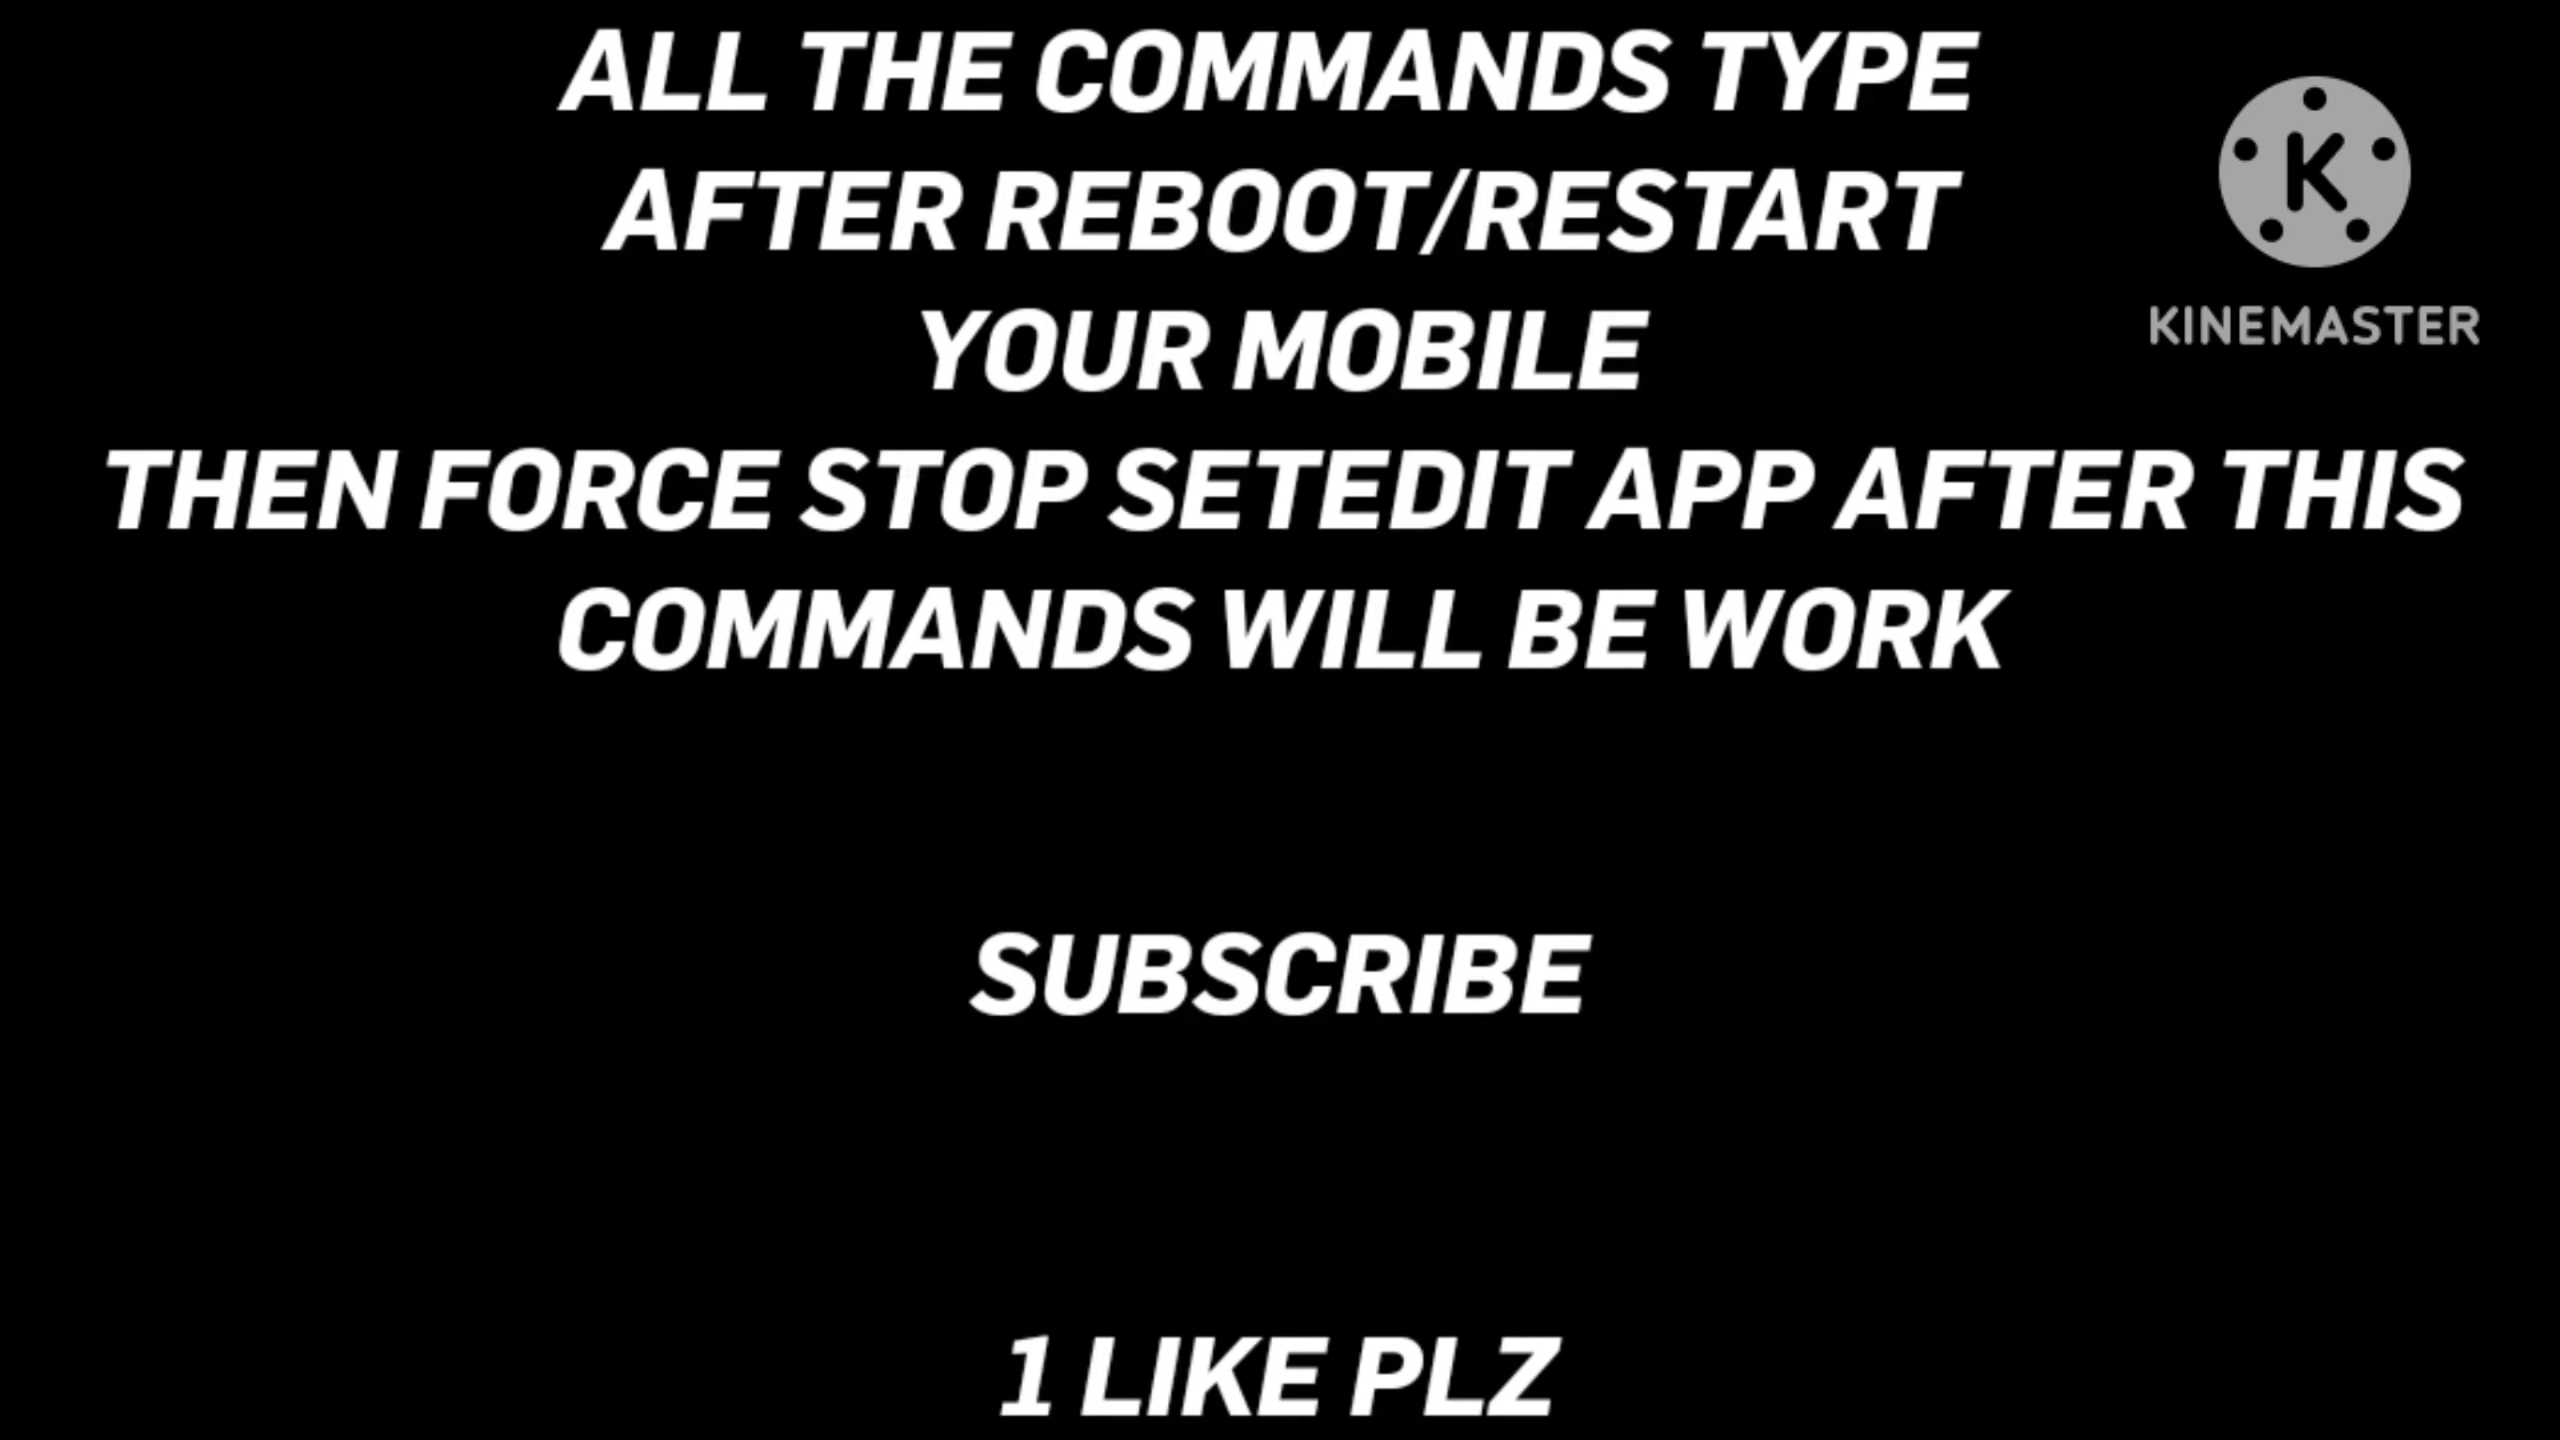 ALL THE COMMANDS TYPE
AFTER REBOOT/RESTART
YOUR MOBILE
THEN FORCE STOP SETEDIT APP AFTER THIS
COMMANDS WILL BE WORK
SUBSCRIBE
1 LIKE PLZ
K
KINEMASTER